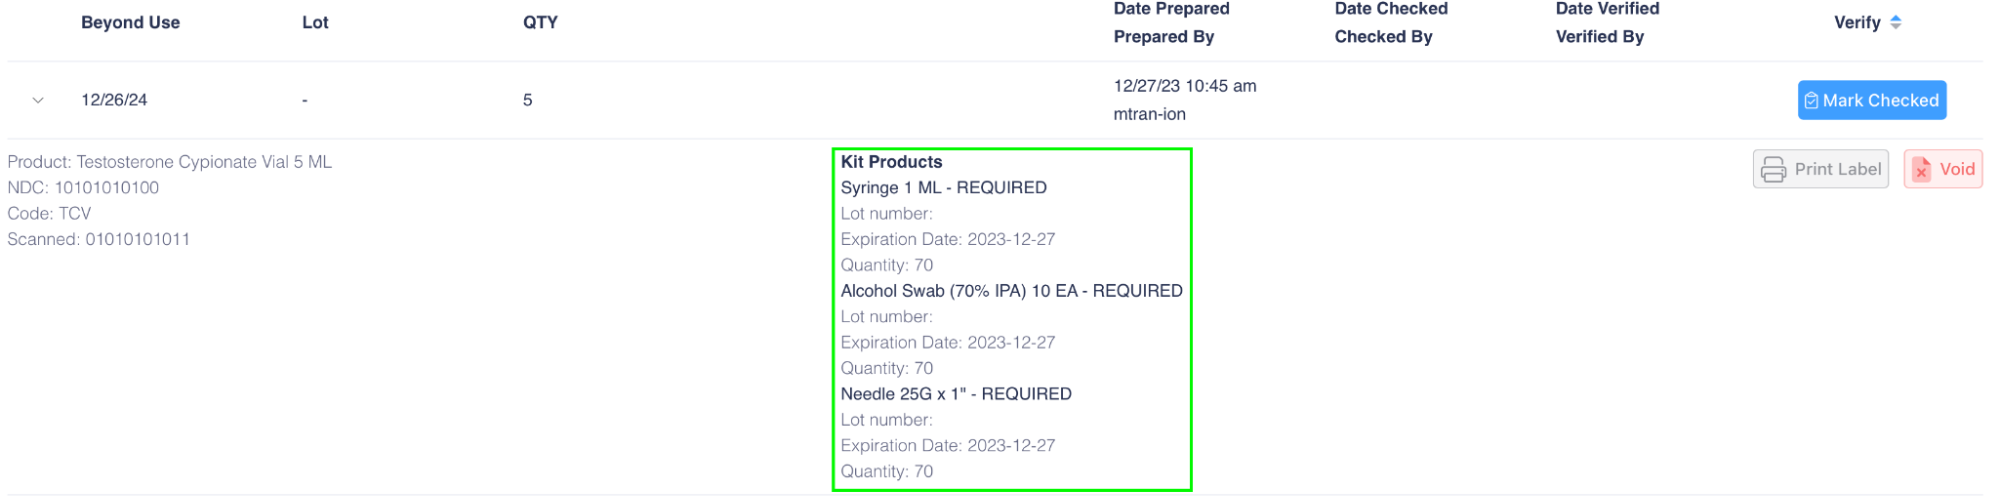 Beyond Use Lot QTY Date Prepared Date Checked Date Verified Verify
Prepared By Checked By Verified By
12/26/24 - 5 12/27/23 10:45 am Mark Checked
mtran-ion
Product: Testosterone Cypionate Vial 5 ML
NDC: 10101010100
Code: TCV
Scanned: 01010101011
Kit Products
Syringe 1 ML - REQUIRED
Lot number:
Expiration Date: 2023-12-27
Quantity: 70
Alcohol Swab (70% IPA) 10 EA - REQUIRED
Lot number:
Expiration Date: 2023-12-27
Quantity: 70
Needle 25G x 1" - REQUIRED
Lot number:
Expiration Date: 2023-12-27
Quantity: 70
Print Label Void